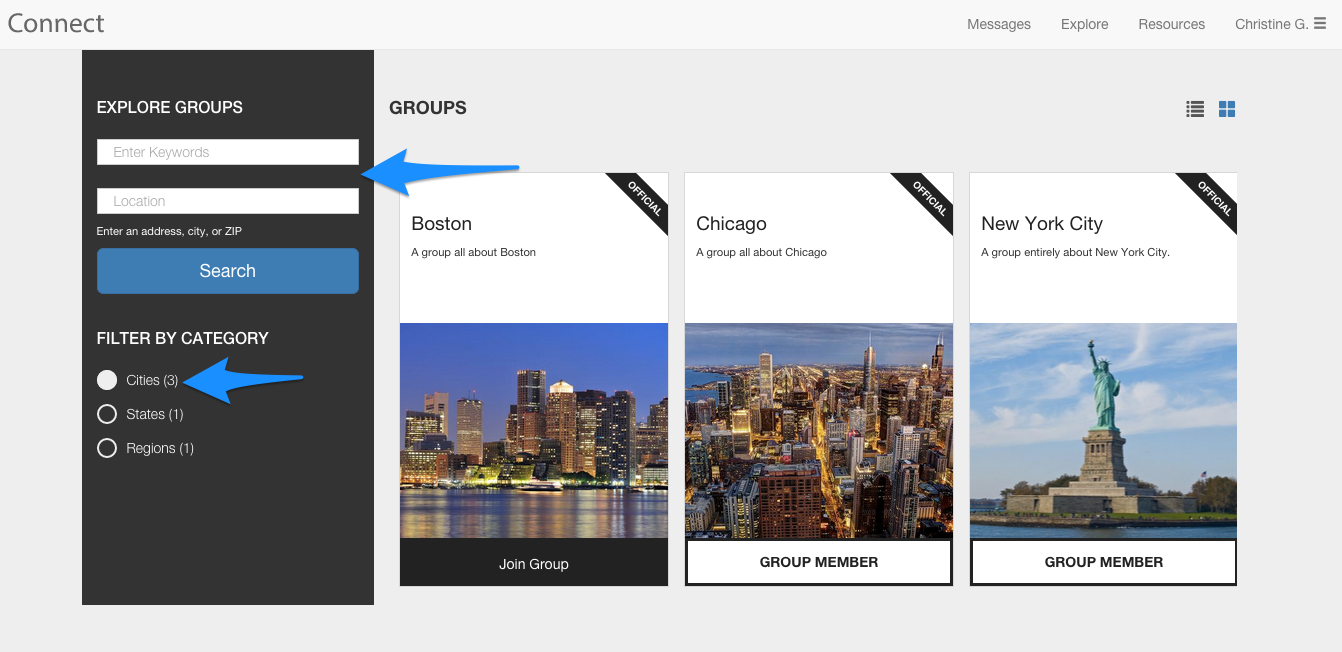 Connect
Messages Explore Resources Christine G.
EXPLORE GROUPS
Enter Keywords
Location
Enter an address, city, or ZIP
Search
FILTER BY CATEGORY
Cities (3)
States (1)
Regions (1)
GROUPS
OFFICIAL
Boston
A group all about Boston
Join Group
OFFICIAL
Chicago
A group all about Chicago
GROUP MEMBER
OFFICIAL
New York City
A group entirely about New York City.
GROUP MEMBER